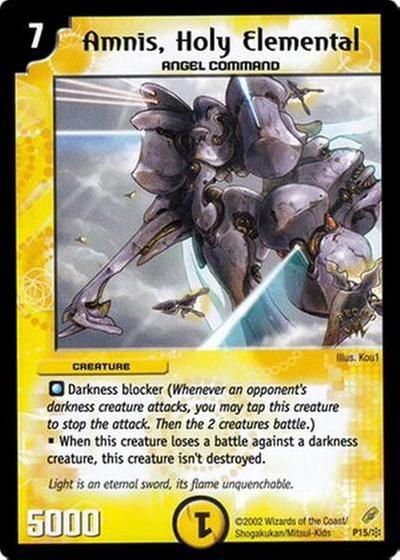 7 Amnis, Holy Elemental
ANGEL COMMAND
Illus. Kou1
CREATURE
Darkness blocker (Whenever an opponent's
darkness creature attacks, you may tap this creature
to stop the attack. Then the 2 creatures battle.)
▪ When this creature loses a battle against a darkness
creature, this creature isn't destroyed.
Light is an eternal sword, its flame unquenchable.
5000
1
©2002 Wizards of the Coast/
Shogakukan/Mitsui-Kids